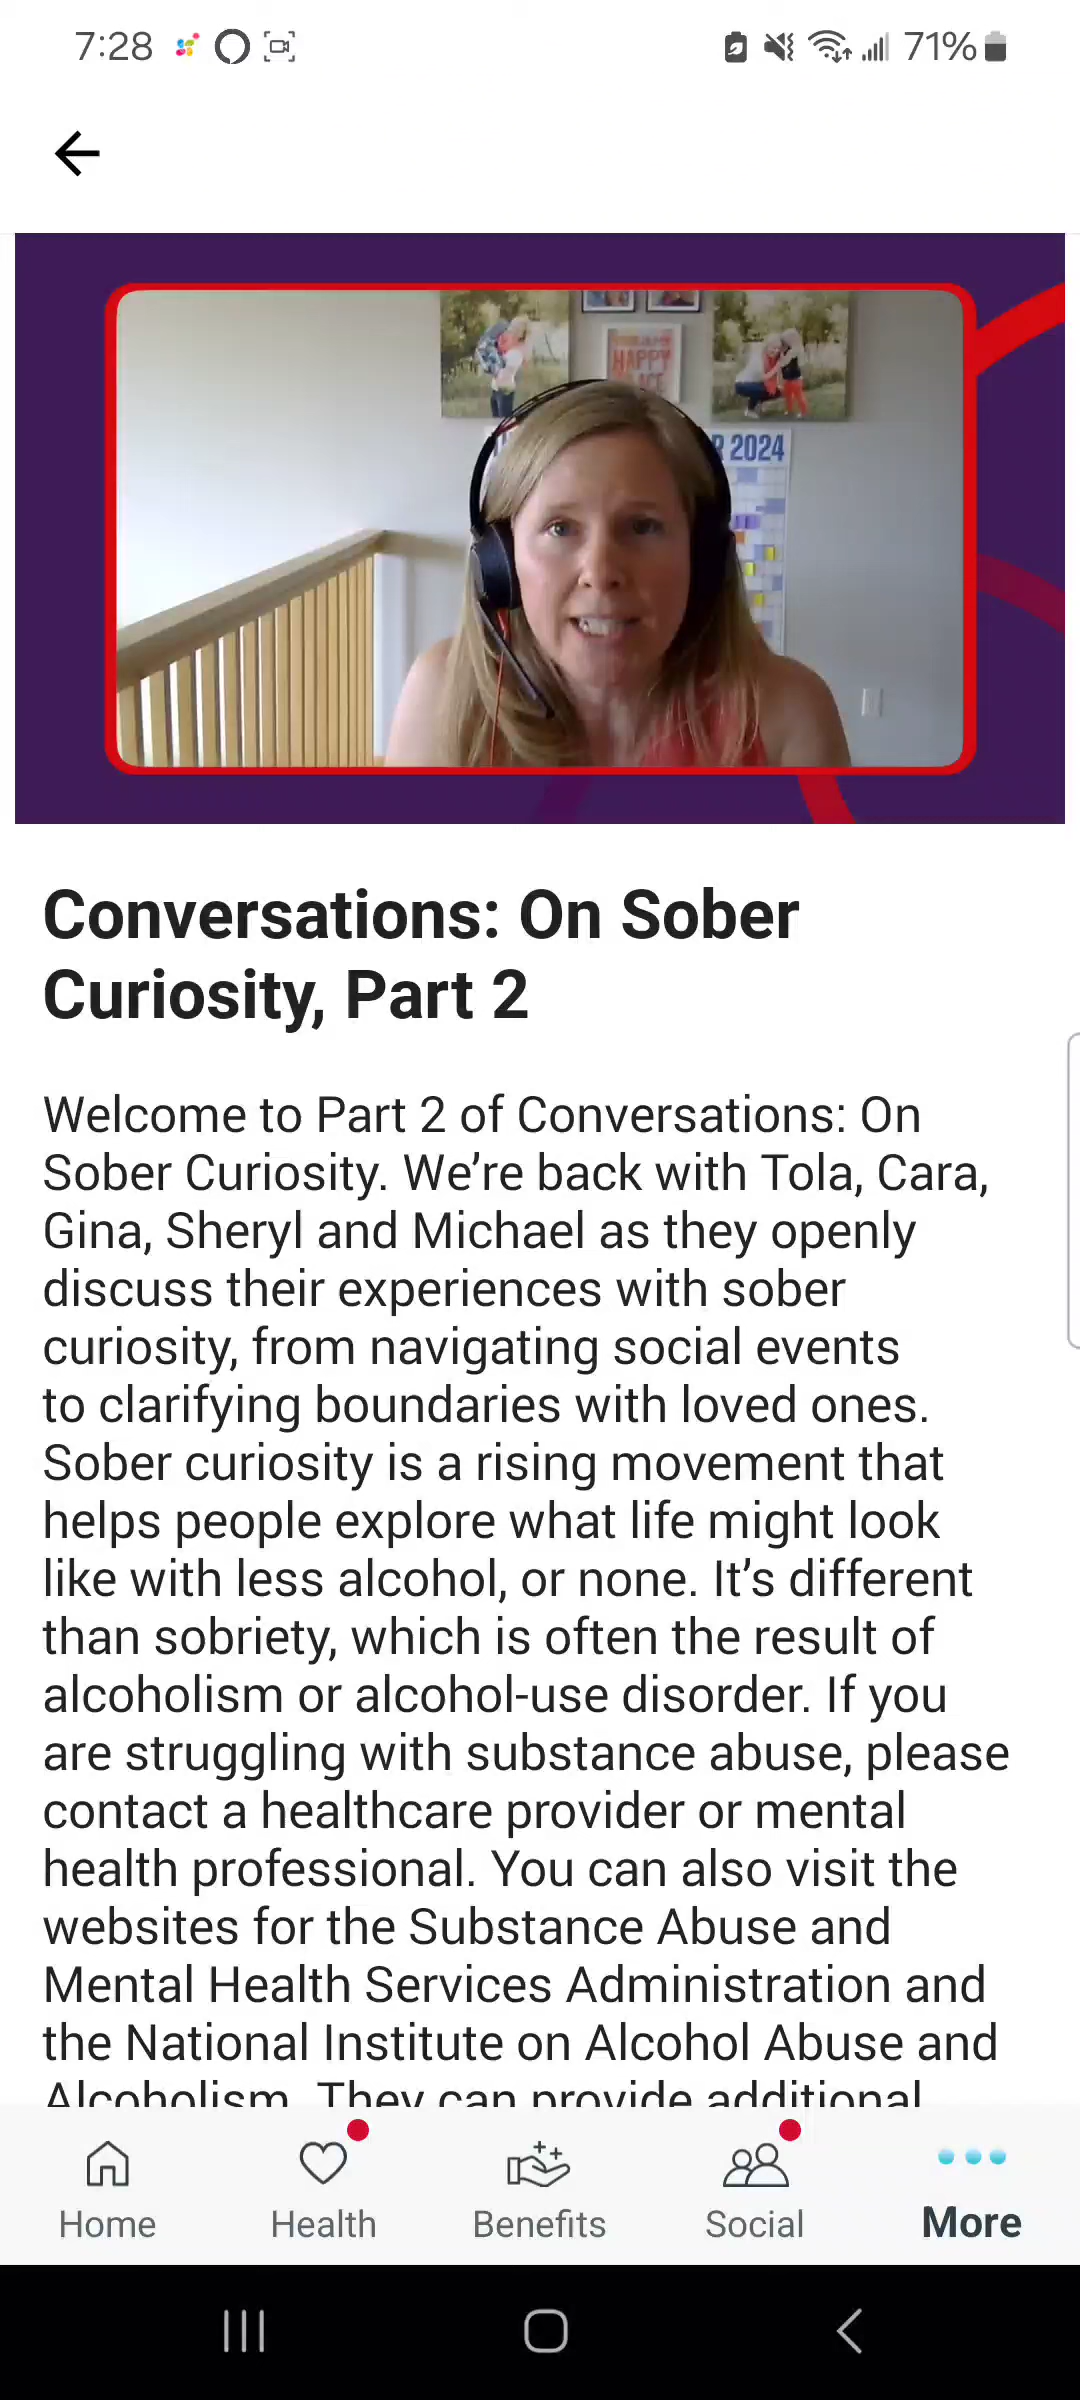 7:28
71%
HAPPY
R 2024
Conversations: On Sober
Curiosity, Part 2
Welcome to Part 2 of Conversations: On
Sober Curiosity. We’re back with Tola, Cara,
Gina, Sheryl and Michael as they openly
discuss their experiences with sober
curiosity, from navigating social events
to clarifying boundaries with loved ones.
Sober curiosity is a rising movement that
helps people explore what life might look
like with less alcohol, or none. It’s different
than sobriety, which is often the result of
alcoholism or alcohol-use disorder. If you
are struggling with substance abuse, please
contact a healthcare provider or mental
health professional. You can also visit the
websites for the Substance Abuse and
Mental Health Services Administration and
the National Institute on Alcohol Abuse and
Alcoholism. They can provide additional
Home
Health
Benefits
Social
More